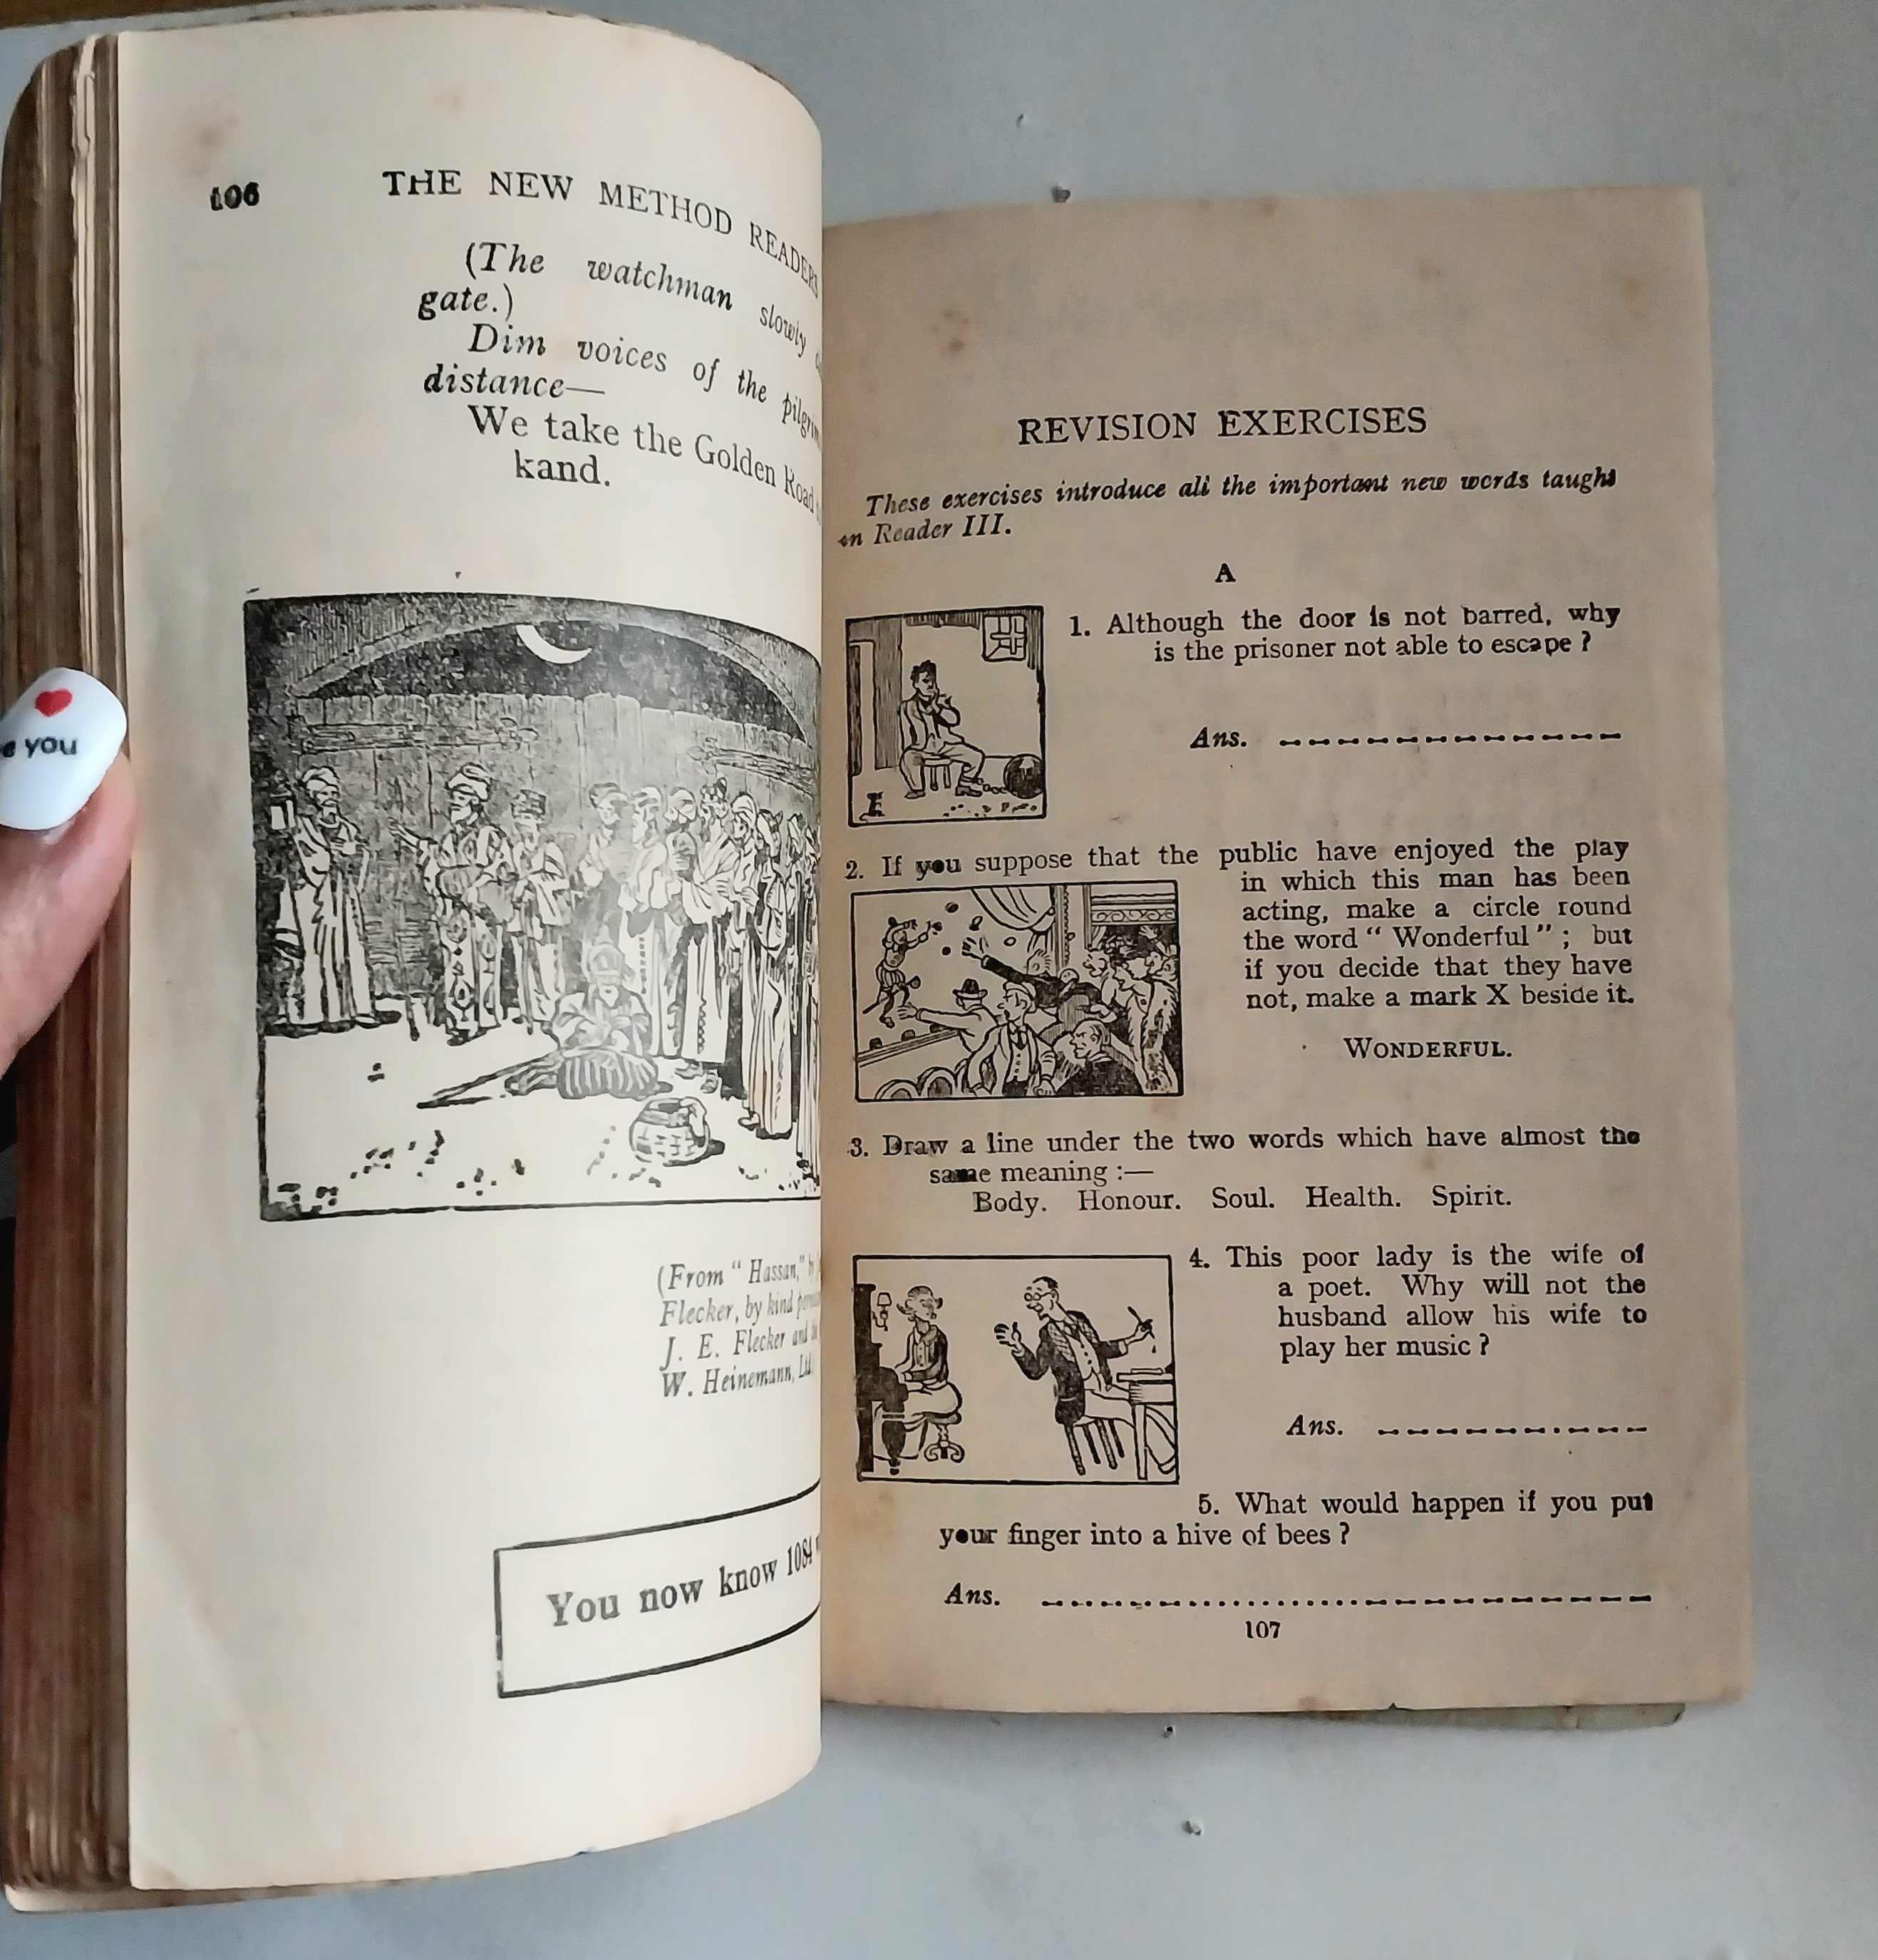 106 THE NEW METHOD READERS
(The watchman slowly
gate.)
Dim voices of the
distance—
We take the Golden Road
kand.
(From "Hassan," by
Flecker, by kind
J. E. Flecker and
W. Heinemann, Ltd.
You now know 1084
e you
REVISION EXERCISES
These exercises introduce all the important new words taught
in Reader III.
A
1. Although the door is not barred, why
is the prisoner not able to escape ?
Ans.
2. If you suppose that the public have enjoyed the play
in which this man has been
acting, make a circle round
the word " Wonderful " ; but
if you decide that they have
not, make a mark X beside it.
WONDERFUL.
3. Draw a line under the two words which have almost the
same meaning :—
Body. Honour. Soul. Health. Spirit.
4. This poor lady is the wife of
a poet. Why will not the
husband allow his wife to
play her music ?
Ans.
5. What would happen if you put
your finger into a hive of bees ?
Ans.
107